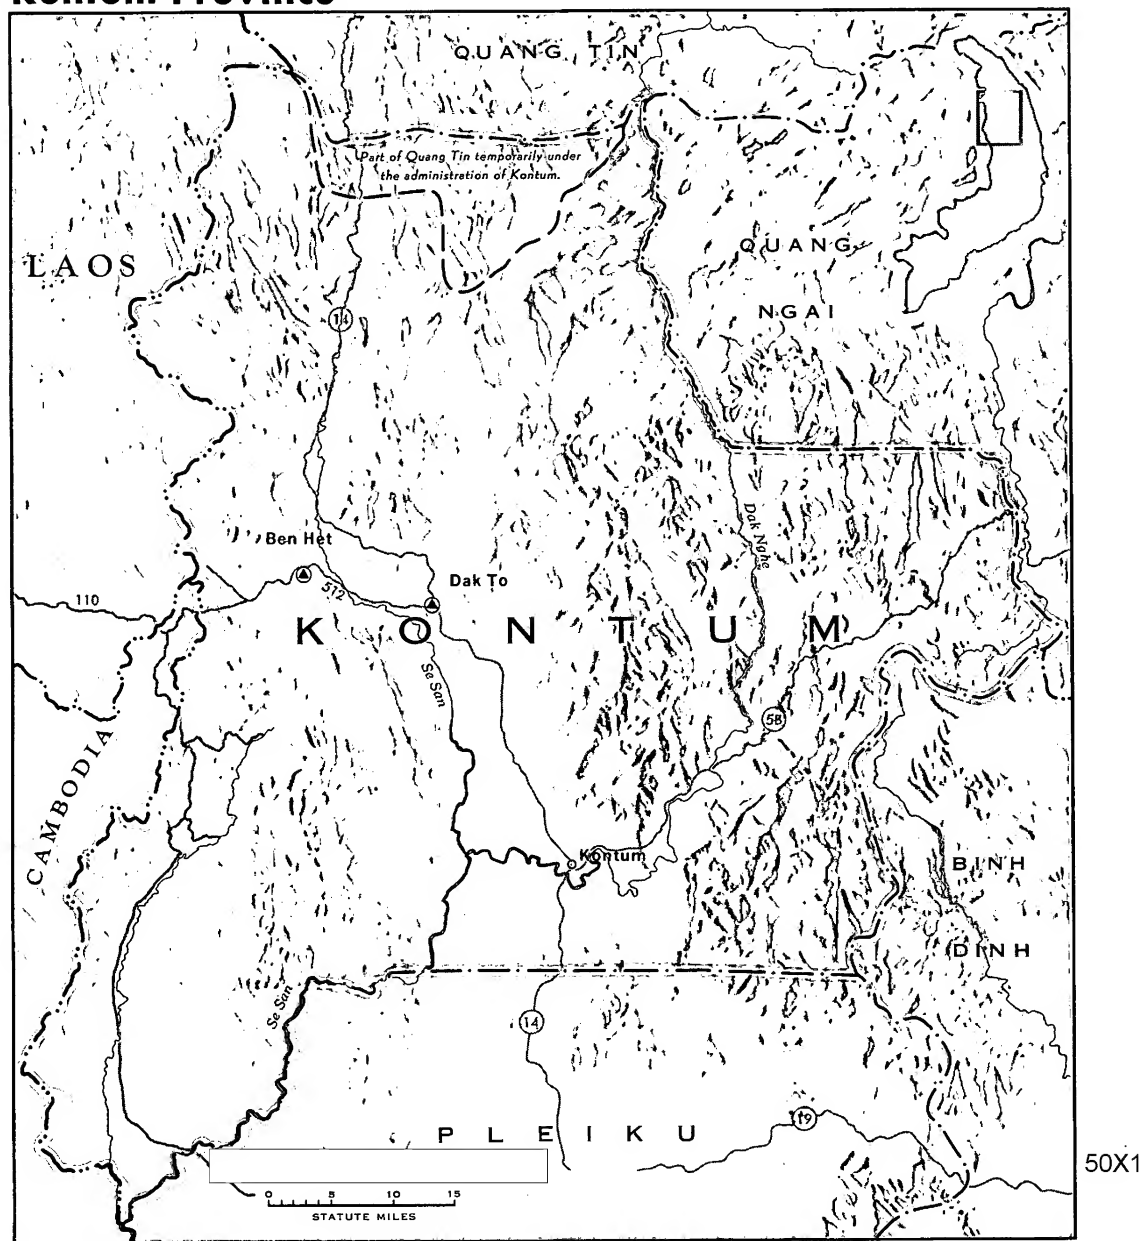 Kontum Province
QUANG TIN
Part of Quang Tin temporarily under
the administration of Kontum.
LAOS
QUANG
NGAI
14
Ben Het
Dak To
512
110
Dak Nghe
KONTUM
Se San
5B
CAMBODIA
Kontum
BINH
DINH
Se San
14
19
PLEIKU
50X1
0 5 10 15
STATUTE MILES